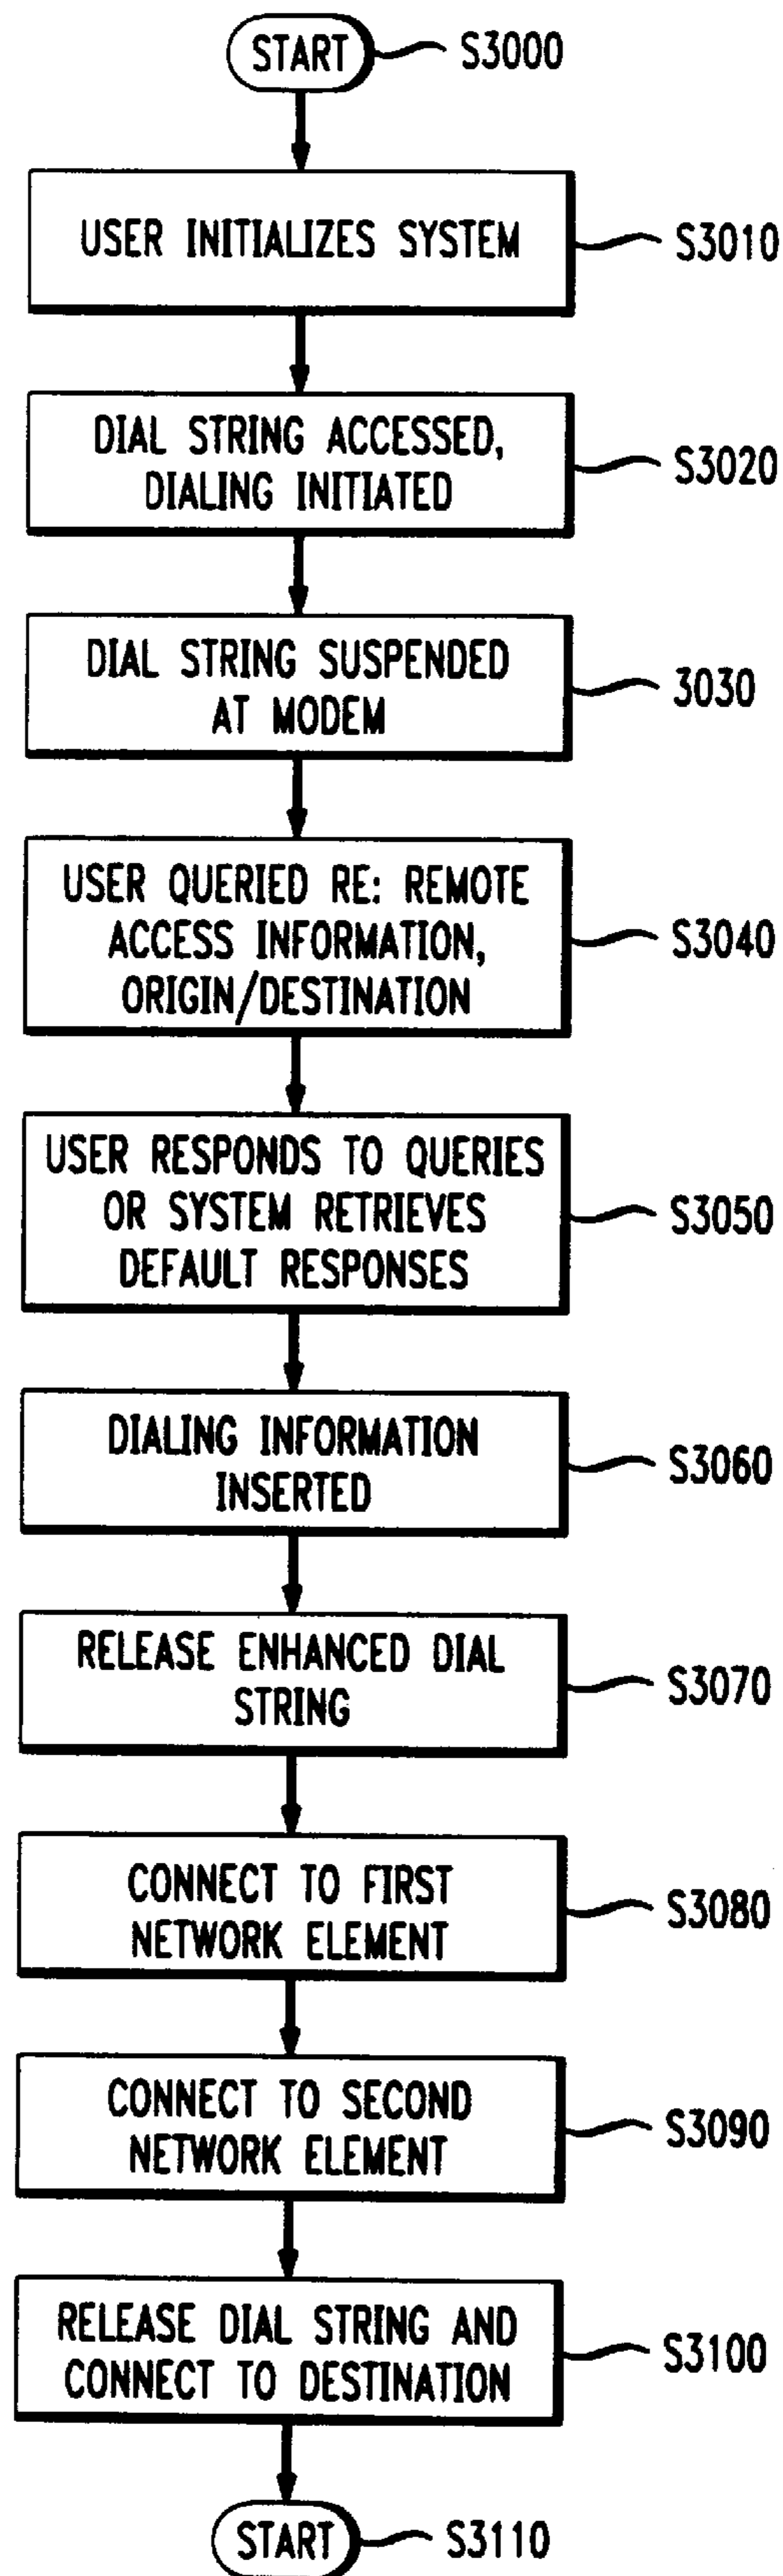 START S3000
USER INITIALIZES SYSTEM S3010
DIAL STRING ACCESSED,
DIALING INITIATED
S3020
DIAL STRING SUSPENDED
AT MODEM
3030
USER QUERIED RE: REMOTE
ACCESS INFORMATION,
ORIGIN/DESTINATION
S3040
USER RESPONDS TO QUERIES
OR SYSTEM RETRIEVES
DEFAULT RESPONSES
S3050
DIALING INFORMATION
INSERTED
S3060
RELEASE ENHANCED DIAL
STRING
S3070
CONNECT TO FIRST
NETWORK ELEMENT
S3080
CONNECT TO SECOND
NETWORK ELEMENT
S3090
RELEASE DIAL STRING AND
CONNECT TO DESTINATION
S3100
START S3110